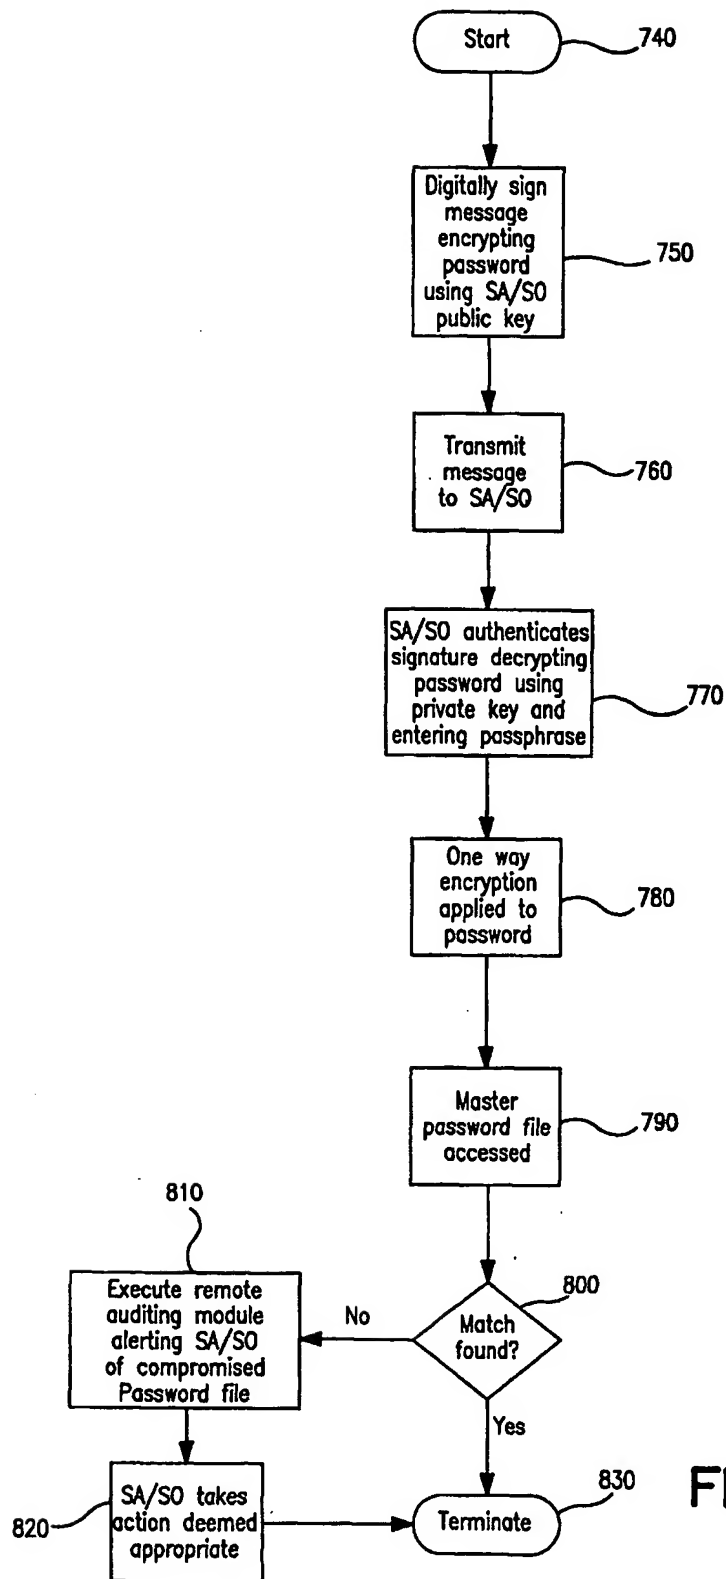 Start
740
Digitally sign
message
encrypting
password
using SA/SO
public key
750
Transmit
message
to SA/SO
760
SA/SO authenticates
signature decrypting
password using
private key and
entering passphrase
770
One way
encryption
applied to
password
780
Master
password file
accessed
790
810
Execute remote
auditing module
alerting SA/SO
of compromised
Password file
No
Match
found?
800
Yes
820
SA/SO takes
action deemed
appropriate
Terminate
830